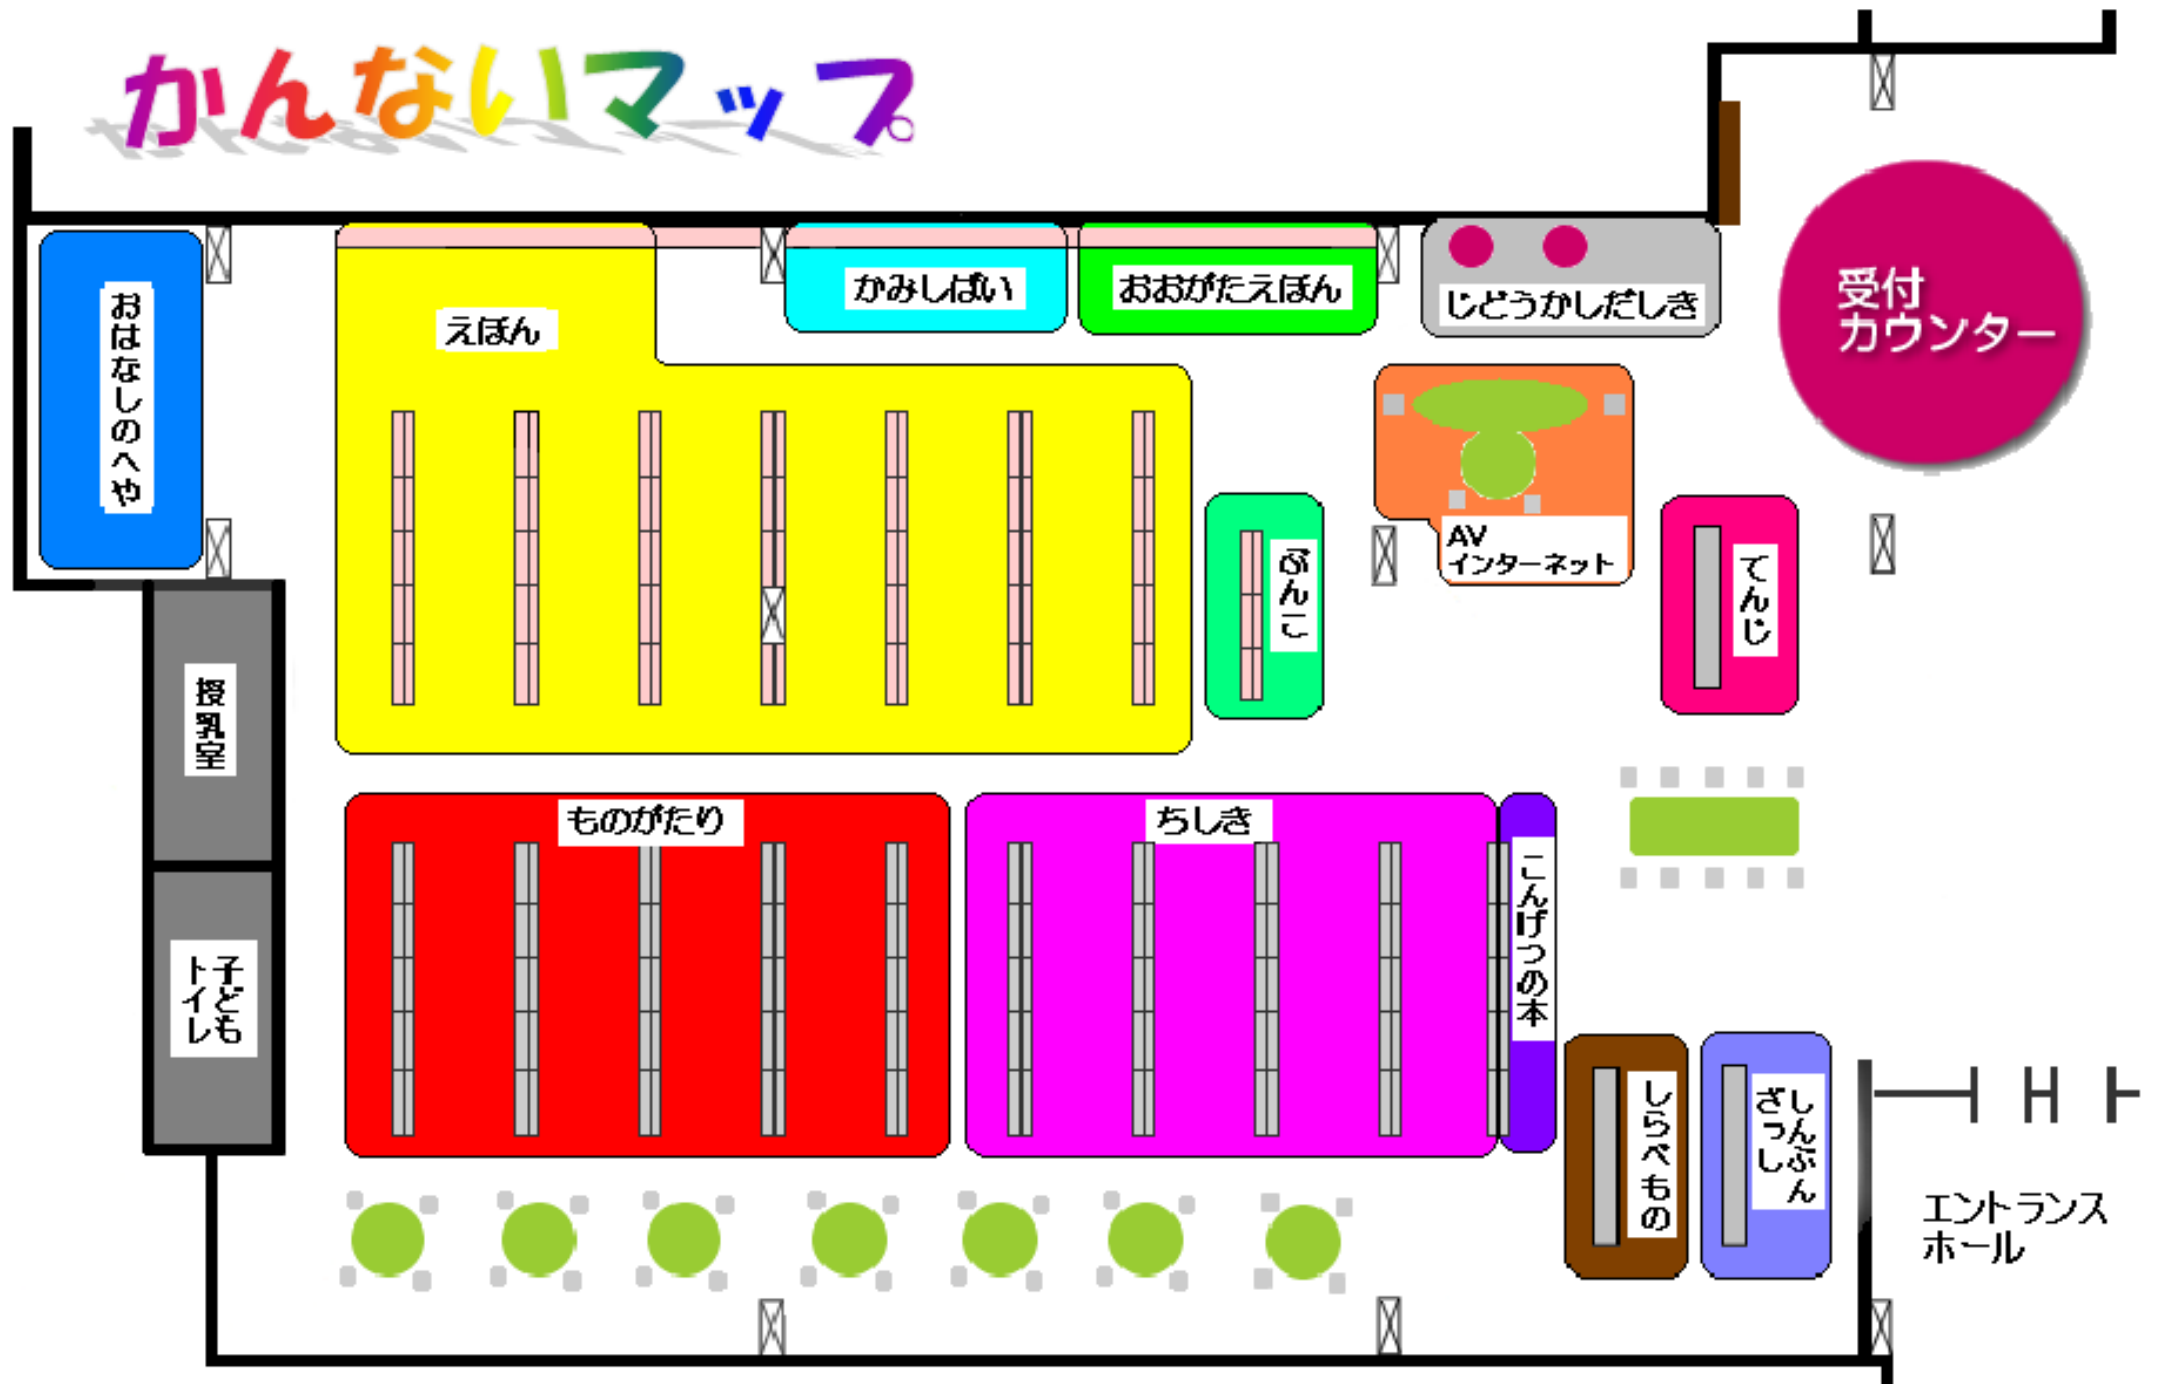 かんないマップ
おはなしのへや
えほん
かみしばい
おおがたえほん
じどうかしだしき
受付
カウンター
AV
インターネット
ぶんこ
てんじ
授乳室
ものがたり
ちしき
こんげつの本
子ども
トイレ
しらべもの
しんぶん
ざっし
エントランス
ホール